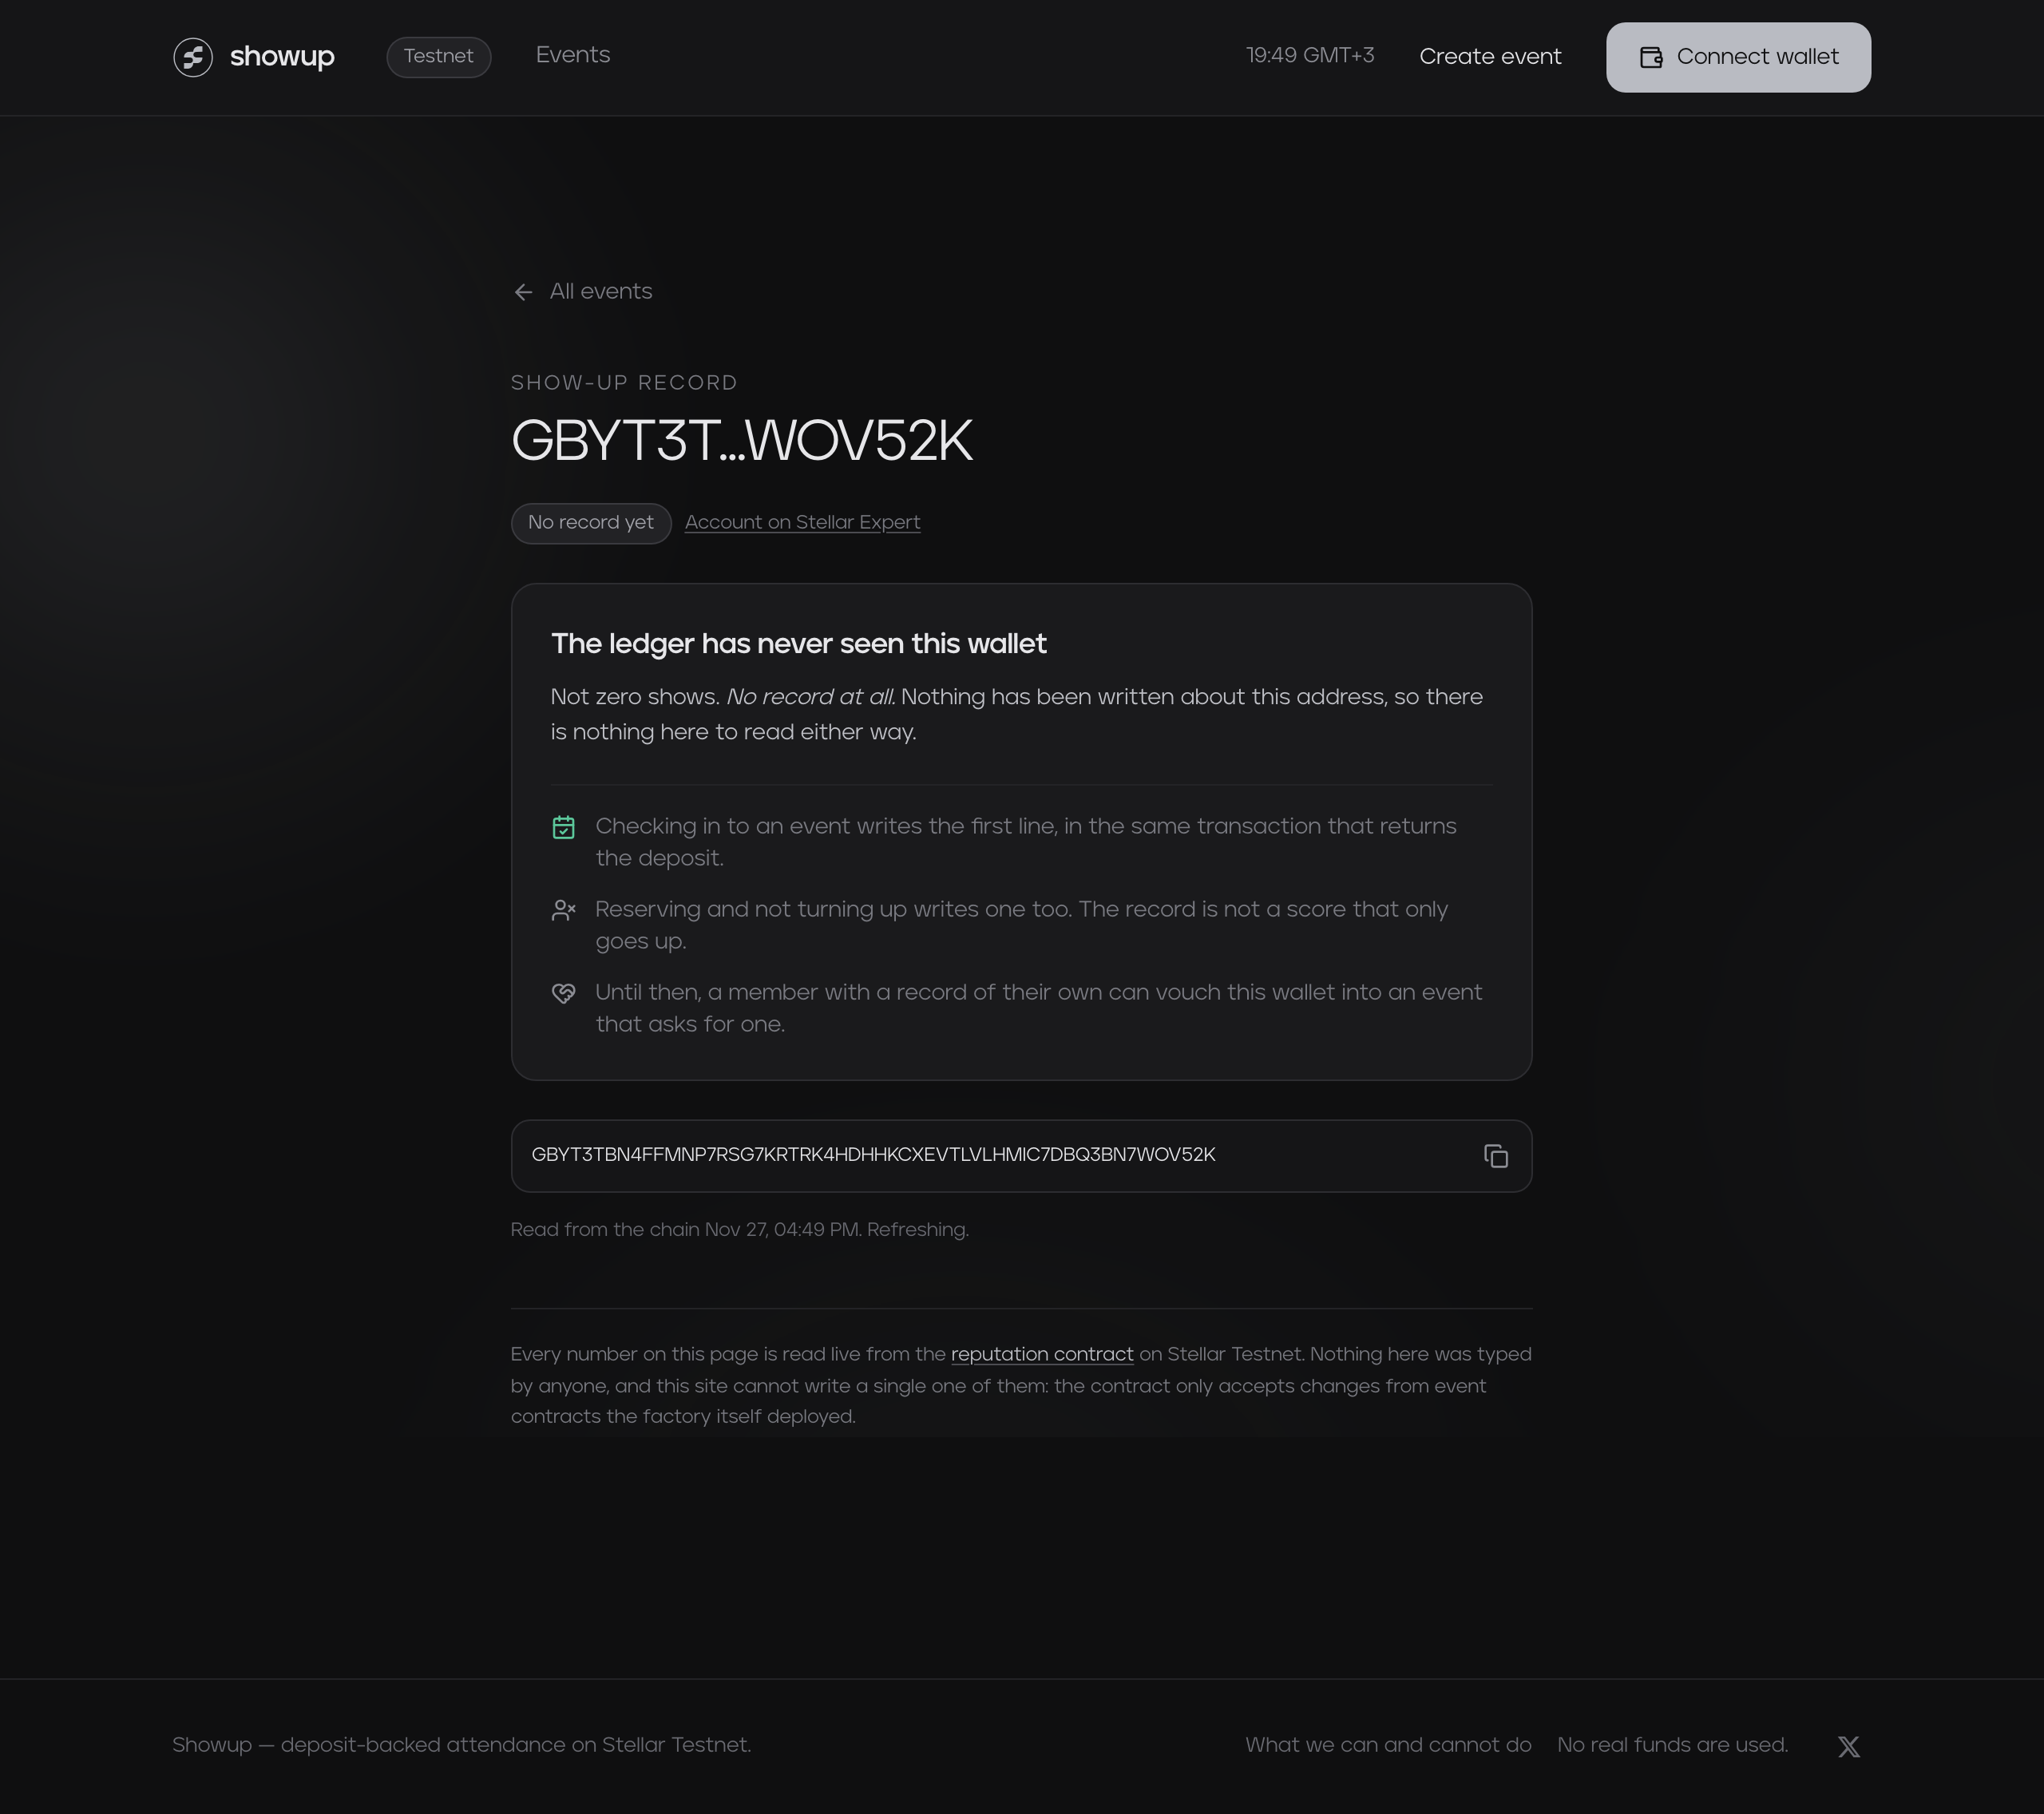 showup
Testnet
Events
19:49 GMT+3
Create event
Connect wallet
All events
SHOW-UP RECORD
GBYT3T...WOV52K
No record yet
Account on Stellar Expert
The ledger has never seen this wallet
Not zero shows. No record at all. Nothing has been written about this address, so there
is nothing here to read either way.
Checking in to an event writes the first line, in the same transaction that returns
the deposit.
Reserving and not turning up writes one too. The record is not a score that only
goes up.
Until then, a member with a record of their own can vouch this wallet into an event
that asks for one.
GBYT3TBN4FFMNP7RSG7KRTRK4HDHHKCXEVTLVLHMIC7DBQ3BN7WOV52K
Read from the chain Nov 27, 04:49 PM. Refreshing.
Every number on this page is read live from the reputation contract on Stellar Testnet. Nothing here was typed
by anyone, and this site cannot write a single one of them: the contract only accepts changes from event
contracts the factory itself deployed.
Showup — deposit-backed attendance on Stellar Testnet.
What we can and cannot do
No real funds are used.